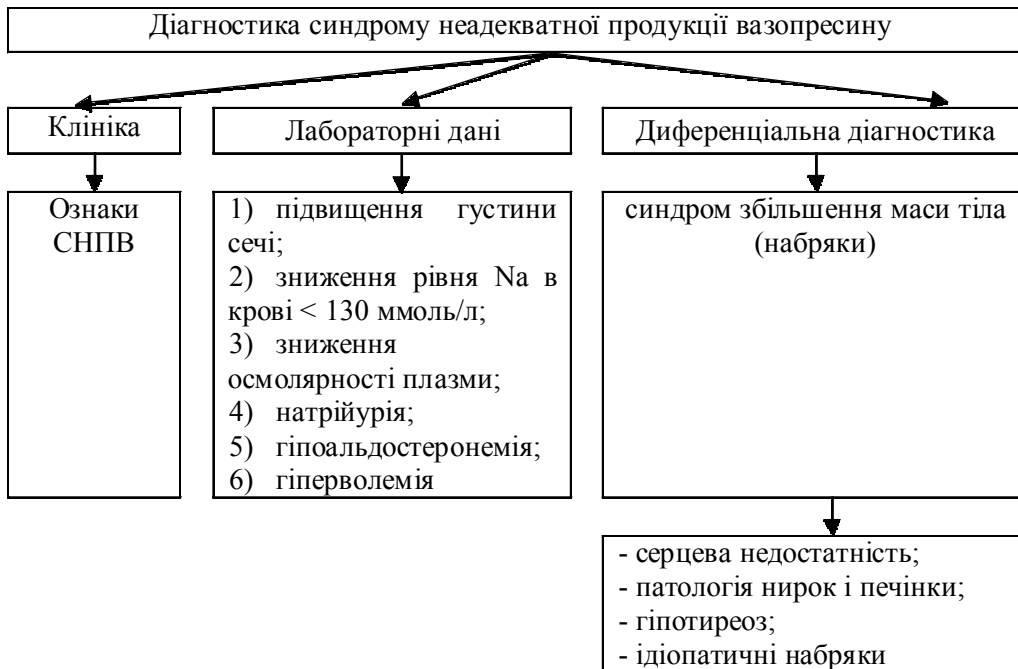 Діагностика синдрому неадекватної продукції вазопресину
Клініка
Лабораторні дані
Диференціальна діагностика
Ознаки
СНПВ
1) підвищення густини
сечі;
2) зниження рівня Na в
крові < 130 ммоль/л;
3) зниження
осмолярності плазми;
4) натрійурія;
5) гіпоальдостеронемія;
6) гіперволемія
синдром збільшення маси тіла
(набряки)
- серцева недостатність;
- патологія нирок і печінки;
- гіпотиреоз;
- ідіопатичні набряки